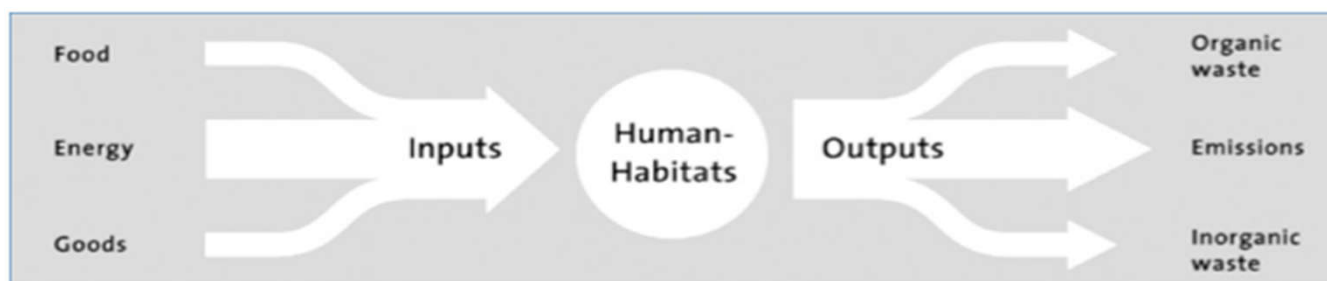 Food
Energy
Goods
Inputs
Human-
Habitats
Outputs
Organic
waste
Emissions
Inorganic
waste